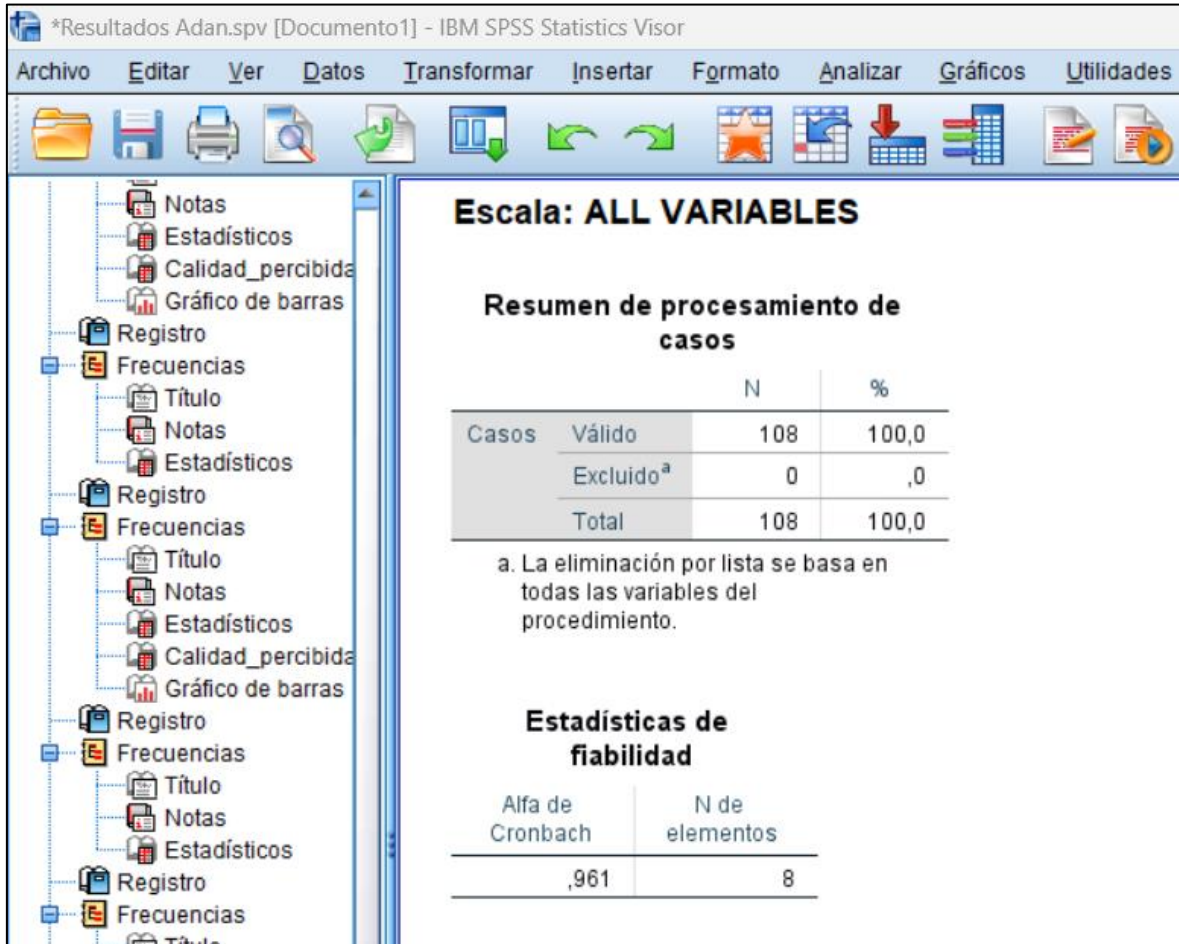 *Resultados Adan.spv [Documento1] - IBM SPSS Statistics Visor
Archivo Editar Ver Datos Transformar Insertar Formato Analizar Gráficos Utilidades
Notas
Estadísticos
Calidad_percibida
Gráfico de barras
Registro
Frecuencias
Título
Notas
Estadísticos
Registro
Frecuencias
Título
Notas
Estadísticos
Calidad_percibida
Gráfico de barras
Registro
Frecuencias
Título
Notas
Estadísticos
Registro
Frecuencias
Título
Escala: ALL VARIABLES
Resumen de procesamiento de
casos
N %
Casos Válido 108 100,0
Excluido^a 0 ,0
Total 108 100,0
a. La eliminación por lista se basa en
todas las variables del
procedimiento.
Estadísticas de
fiabilidad
Alfa de N de
Cronbach elementos
,961 8